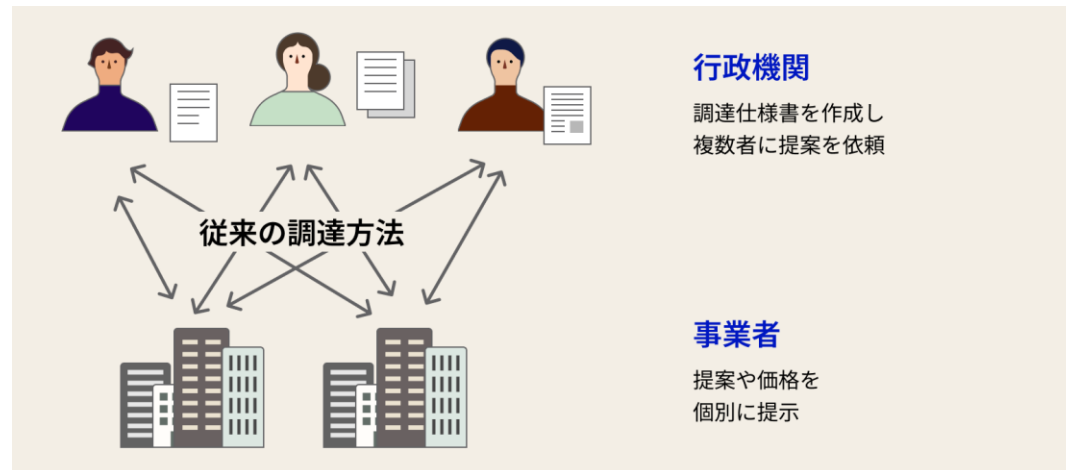 行政機関
調達仕様書を作成し
複数者に提案を依頼
従来の調達方法
事業者
提案や価格を
個別に提示